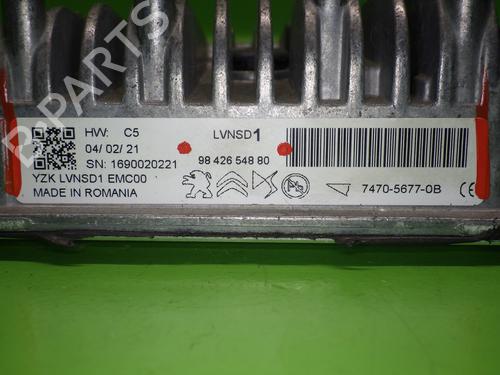 B-PARTS
HW: C5
04/ 02/ 21
SN: 1690020221
YZK LVNSD1 EMC00
MADE IN ROMANIA
LVNSD1
98 426 548 80
7470-5677-0B
CE